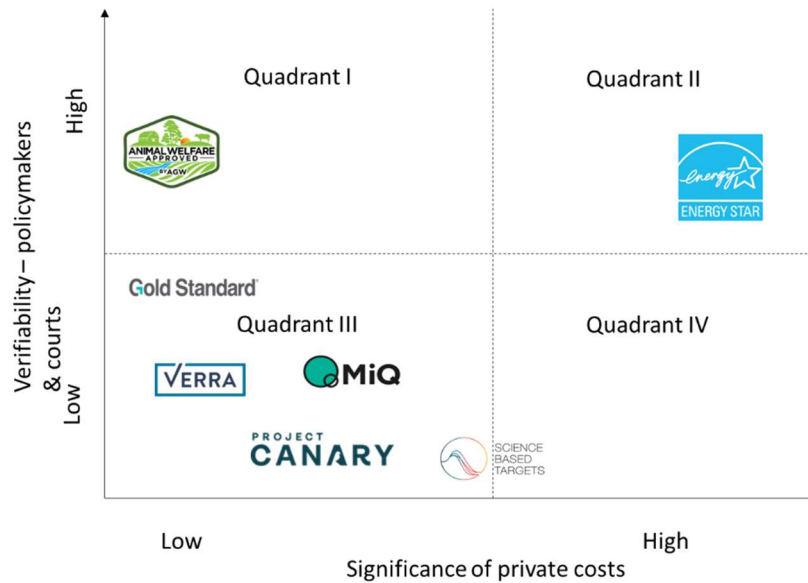 Quadrant I
Quadrant II
High
ANIMAL WELFARE
APPROVED
BY AGW
energy
ENERGY STAR
Verifiability – policymakers
& courts
Gold Standard®
Quadrant III
Quadrant IV
VERRA
MiQ
Low
PROJECT
CANARY
SCIENCE
BASED
TARGETS
Low
High
Significance of private costs